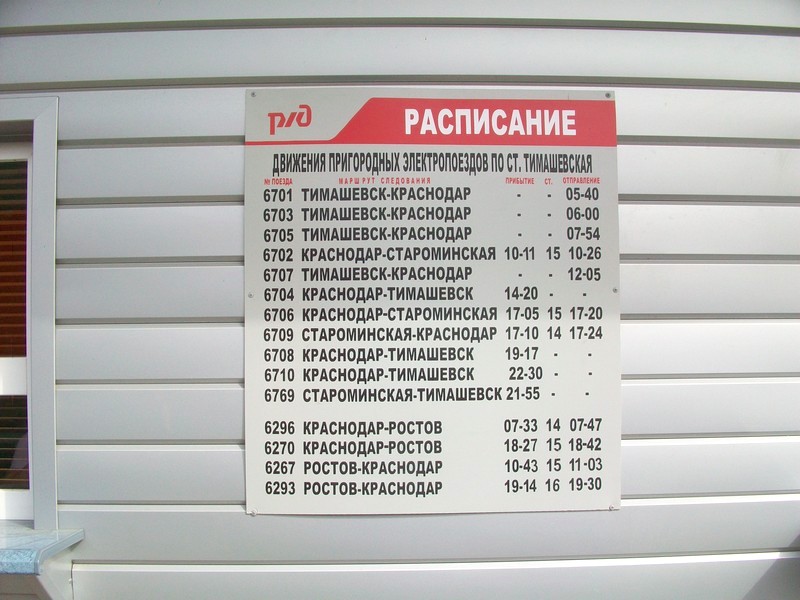 РЖД РАСПИСАНИЕ
ДВИЖЕНИЯ ПРИГОРОДНЫХ ЭЛЕКТРОПОЕЗДОВ ПО СТ. ТИМАШЕВСКАЯ
№ ПОЕЗДА МАРШРУТ СЛЕДОВАНИЯ ПРИБЫТИЕ СТ. ОТПРАВЛЕНИЕ
6701 ТИМАШЕВСК-КРАСНОДАР - - 05-40
6703 ТИМАШЕВСК-КРАСНОДАР - - 06-00
6705 ТИМАШЕВСК-КРАСНОДАР - - 07-54
6702 КРАСНОДАР-СТАРОМИНСКАЯ 10-11 15 10-26
6707 ТИМАШЕВСК-КРАСНОДАР - - 12-05
6704 КРАСНОДАР-ТИМАШЕВСК 14-20 - -
6706 КРАСНОДАР-СТАРОМИНСКАЯ 17-05 15 17-20
6709 СТАРОМИНСКАЯ-КРАСНОДАР 17-10 14 17-24
6708 КРАСНОДАР-ТИМАШЕВСК 19-17 - -
6710 КРАСНОДАР-ТИМАШЕВСК 22-30 - -
6769 СТАРОМИНСКАЯ-ТИМАШЕВСК 21-55 - -
6296 КРАСНОДАР-РОСТОВ 07-33 14 07-47
6270 КРАСНОДАР-РОСТОВ 18-27 15 18-42
6267 РОСТОВ-КРАСНОДАР 10-43 15 11-03
6293 РОСТОВ-КРАСНОДАР 19-14 16 19-30